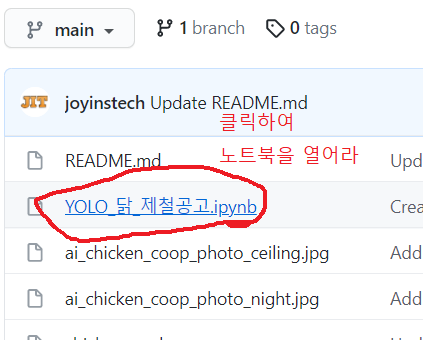 main 1 branch 0 tags
JIT joyinstech Update README.md
클릭하여
README.md
노트북을 열어라
Upd
YOLO_닭_제철공고.ipynb
Crea
ai_chicken_coop_photo_ceiling.jpg
Add
ai_chicken_coop_photo_night.jpg
Add